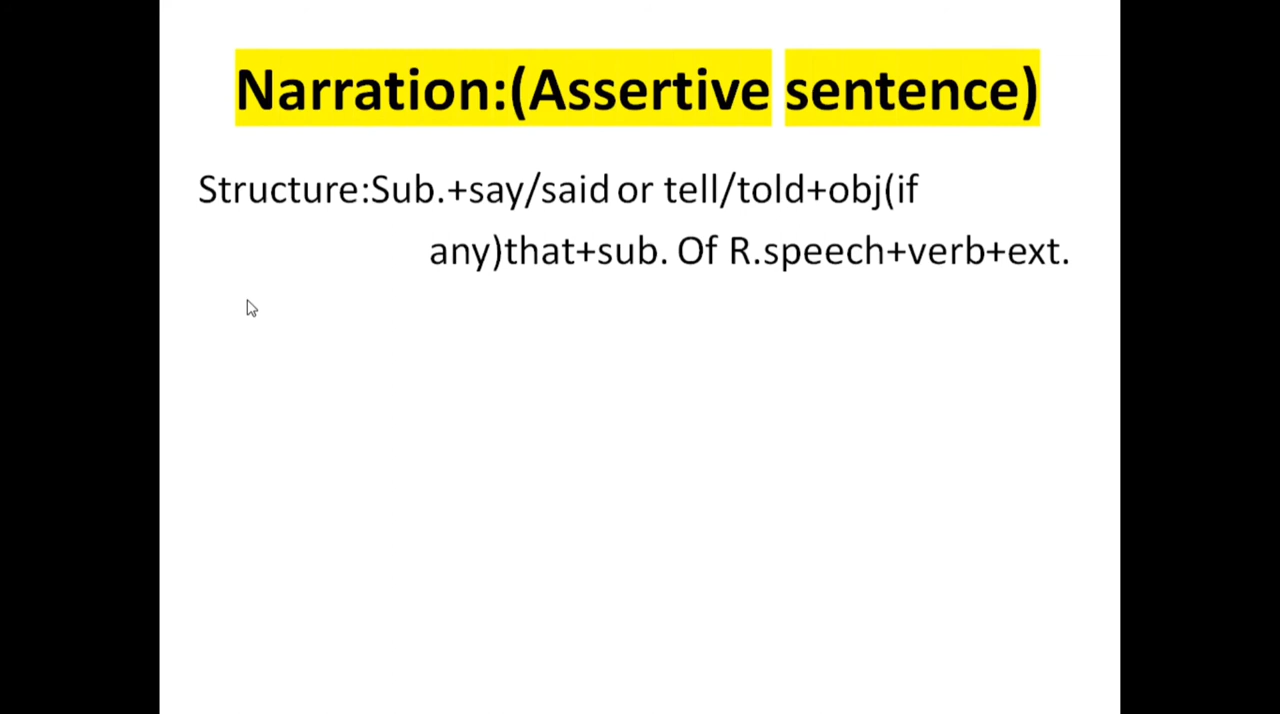 Narration:(Assertive sentence)
Structure:Sub.+say/said or tell/told+obj(if
any)that+sub. Of R.speech+verb+ext.